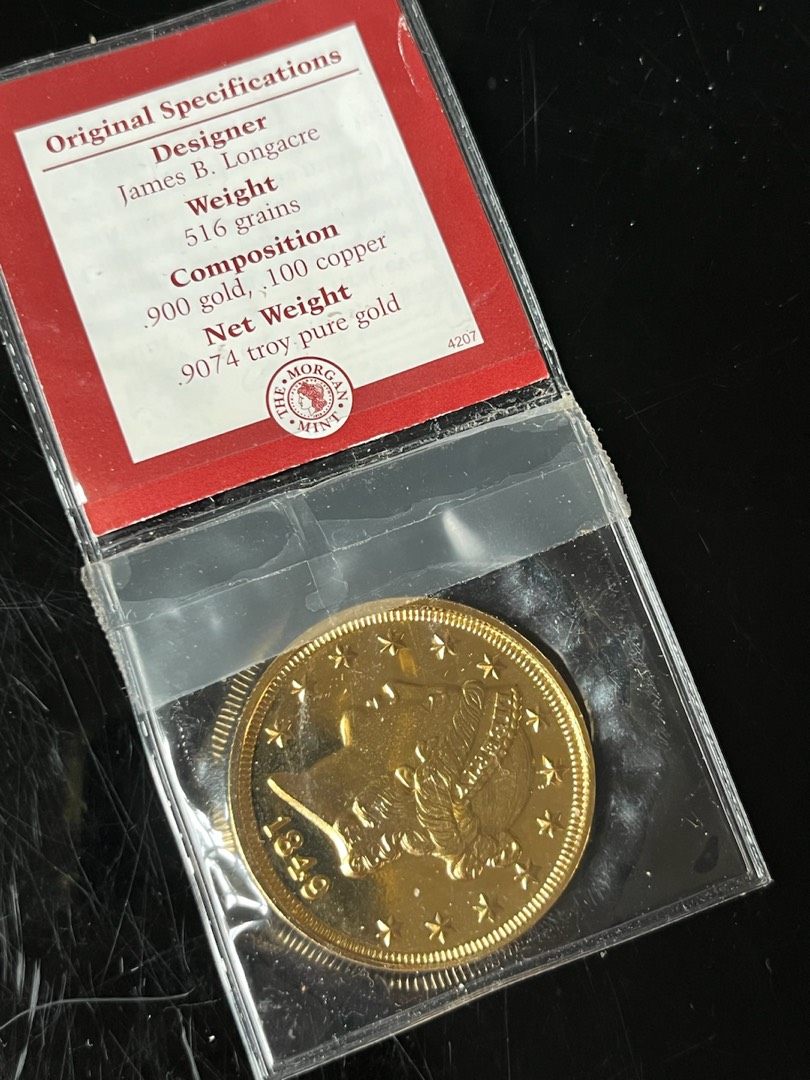 Original Specifications
Designer
James B. Longacre
Weight
516 grains
Composition
.900 gold, .100 copper
Net Weight
.9074 troy pure gold
4207
THE MORGAN MINT
LIBERTY
1849